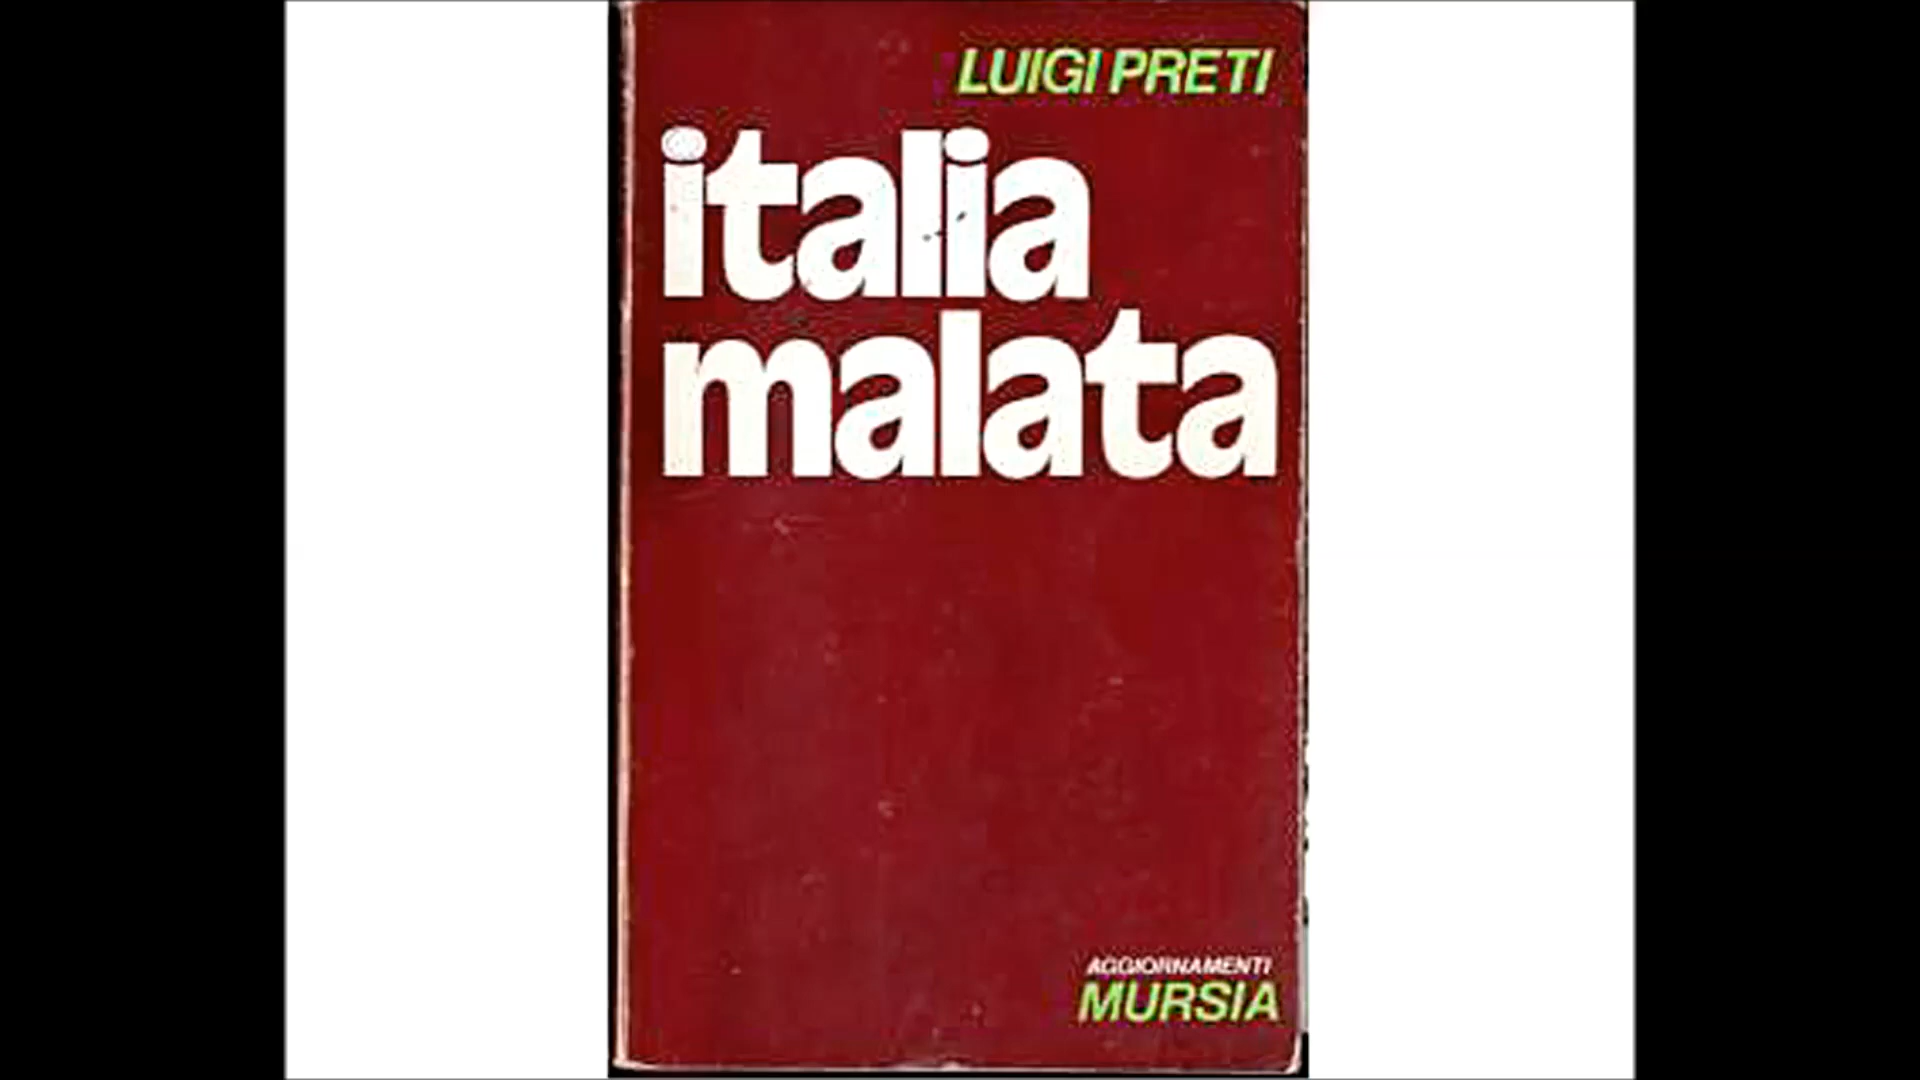 LUIGI PRETI
italia
malata
AGGIORNAMENTI
MURSIA